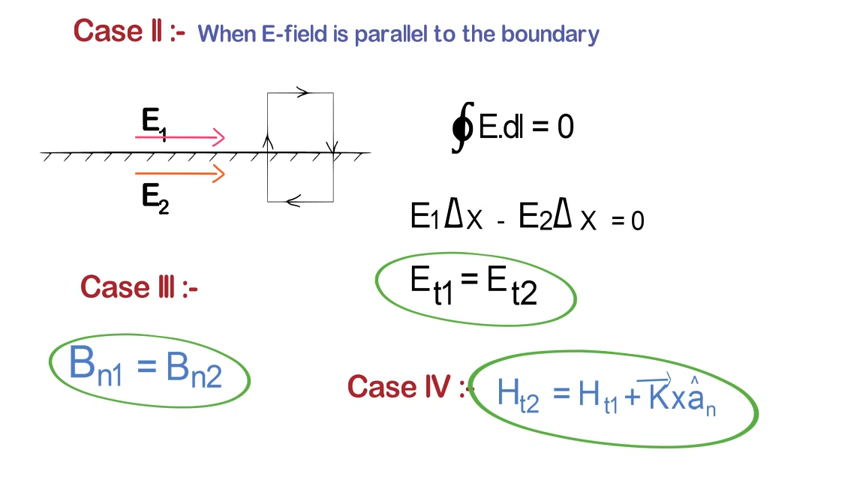 Case II :- When E-field is parallel to the boundary
E₁
E₂
∮ E.dl = 0
E1Δx - E2Δx = 0
Et1 = Et2
Case III :-
Bn1 = Bn2
Case IV :- Ht2 = Ht1 + K⃗xân